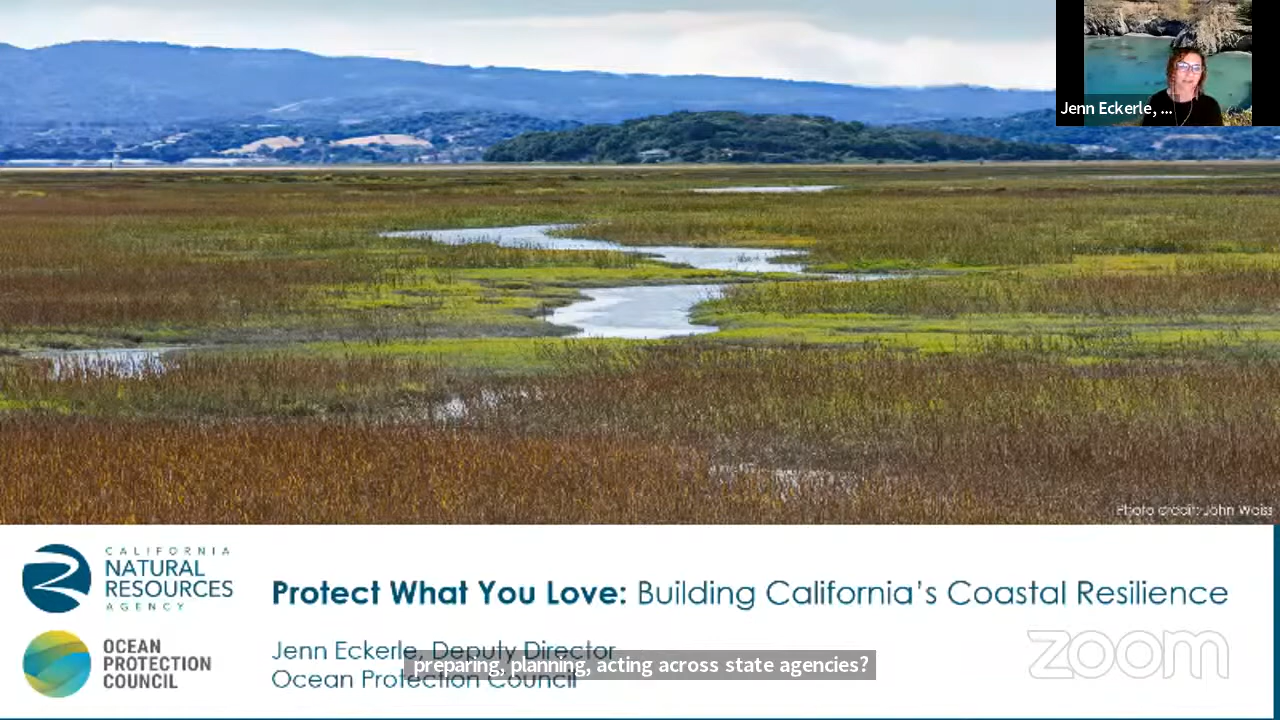 Jenn Eckerle, ...
Photo credit: John Weiss
CALIFORNIA
NATURAL
RESOURCES
AGENCY
Protect What You Love: Building California's Coastal Resilience
OCEAN
PROTECTION
COUNCIL
Jenn Eckerle, Deputy Director
Ocean Protection Council
preparing, planning, acting across state agencies?
zoom